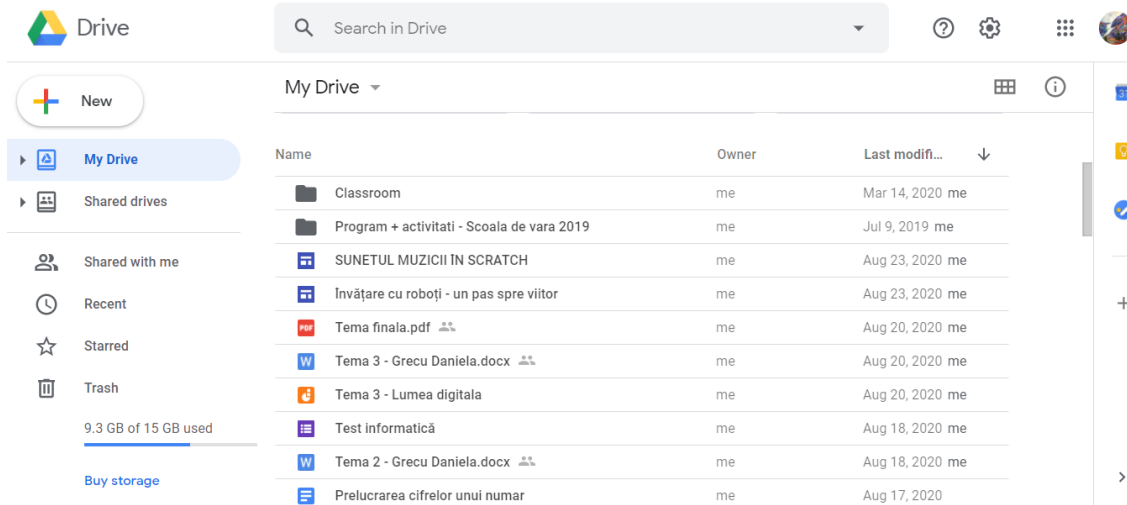 Drive
Search in Drive
New
My Drive
Shared drives
Shared with me
Recent
Starred
Trash
9.3 GB of 15 GB used
Buy storage
My Drive
Name Owner Last modifi...
Classroom me Mar 14, 2020 me
Program + activitati - Scoala de vara 2019 me Jul 9, 2019 me
SUNETUL MUZICII ÎN SCRATCH me Aug 23, 2020 me
Învățare cu roboți - un pas spre viitor me Aug 23, 2020 me
PDF Tema finala.pdf me Aug 20, 2020 me
W Tema 3 - Grecu Daniela.docx me Aug 20, 2020 me
Tema 3 - Lumea digitala me Aug 20, 2020 me
Test informatică me Aug 18, 2020 me
W Tema 2 - Grecu Daniela.docx me Aug 18, 2020 me
Prelucrarea cifrelor unui numar me Aug 17, 2020